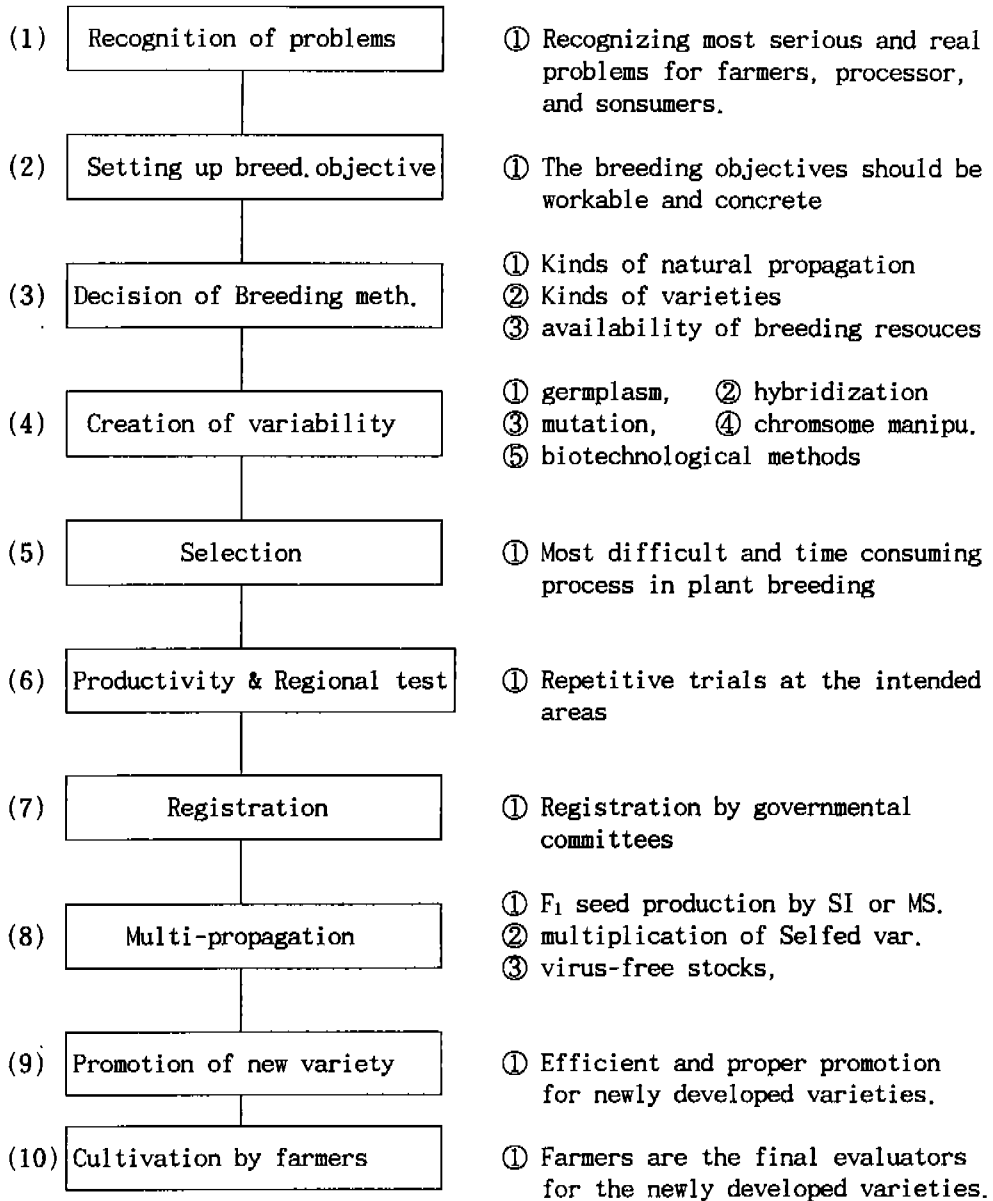 (1) Recognition of problems ① Recognizing most serious and real
problems for farmers, processor,
and sonsumers.
(2) Setting up breed.objective ① The breeding objectives should be
workable and concrete
(3) Decision of Breeding meth. ① Kinds of natural propagation
② Kinds of varieties
③ availability of breeding resouces
(4) Creation of variability ① germplasm, ② hybridization
③ mutation, ④ chromsome manipu.
⑤ biotechnological methods
(5) Selection ① Most difficult and time consuming
process in plant breeding
(6) Productivity & Regional test ① Repetitive trials at the intended
areas
(7) Registration ① Registration by governmental
committees
(8) Multi-propagation ① F₁ seed production by SI or MS.
② multiplication of Selfed var.
③ virus-free stocks,
(9) Promotion of new variety ① Efficient and proper promotion
for newly developed varieties.
(10) Cultivation by farmers ① Farmers are the final evaluators
for the newly developed varieties.